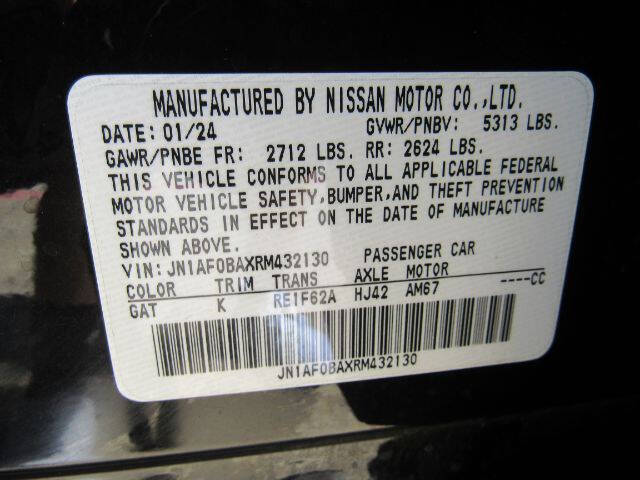 MANUFACTURED BY NISSAN MOTOR CO.,LTD.
DATE: 01/24 GVWR/PNBV: 5313 LBS.
GAWR/PNBE FR: 2712 LBS. RR: 2624 LBS.
THIS VEHICLE CONFORMS TO ALL APPLICABLE FEDERAL
MOTOR VEHICLE SAFETY,BUMPER,AND THEFT PREVENTION
STANDARDS IN EFFECT ON THE DATE OF MANUFACTURE
SHOWN ABOVE.
VIN: JN1AF0BAXRM432130 PASSENGER CAR
COLOR TRIM TRANS AXLE MOTOR ----CC
GAT K RE1F62A HJ42 AM67
JN1AF0BAXRM432130